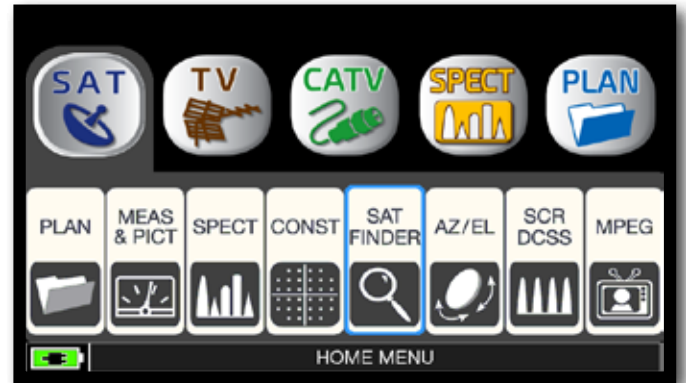 SAT
TV
CATV
SPECT
PLAN
PLAN
MEAS
& PICT
SPECT
CONST
SAT
FINDER
AZ/EL
SCR
DCSS
MPEG
HOME MENU